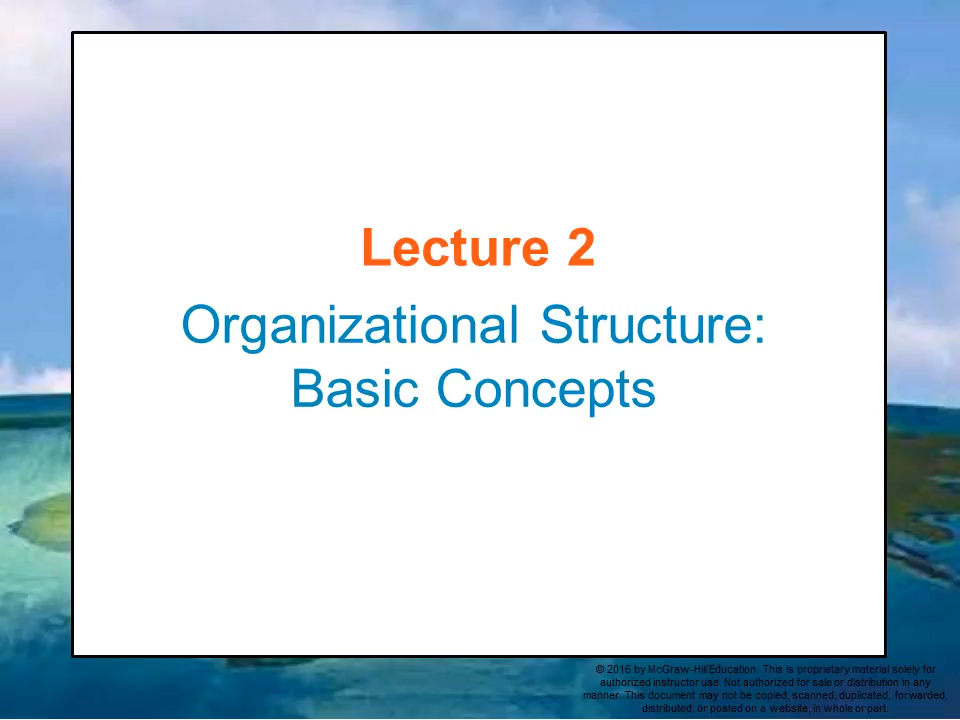 Lecture 2
Organizational Structure:
Basic Concepts
© 2016 by McGraw-Hill Education. This is proprietary material solely for
authorized instructor use. Not authorized for sale or distribution in any
manner. This document may not be copied, scanned, duplicated, forwarded,
distributed, or posted on a website, in whole or part.